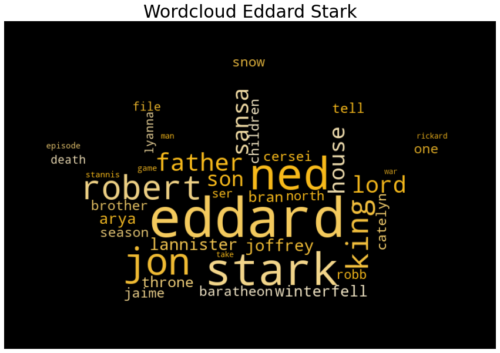 Wordcloud Eddard Stark
snow
file
tell
lyanna
sansa
children
man
rickard
episode
death
father
cersei
house
one
stannis
game
son
ned
war
robert
ser
bran
north
lord
brother
arya
eddard
king
catelyn
season
lannister
joffrey
jon
take
stark
robb
throne
jaime
baratheon
winterfell